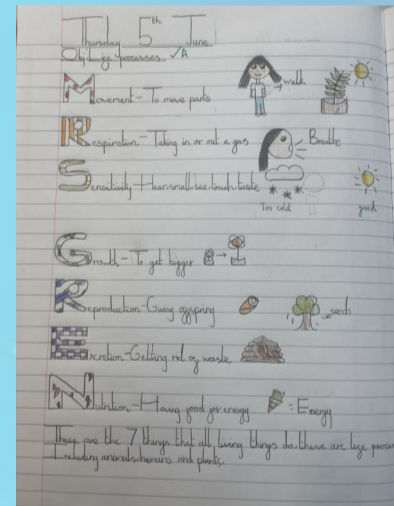 Thursday 5th June
Obj: Life processes ✓A
Movement - To move parts
walk
Respiration - Taking in or out a gas
Breathe
Sensitivity - Hear, smell, see, touch, taste
Too cold
good
Growth - To get bigger
Reproduction - Giving offspring
seeds
Excretion - Getting rid of waste
Nutrition - Having food for energy
= Energy
These are the 7 things that all living things do. these are life proces
Including animals, humans and plants.